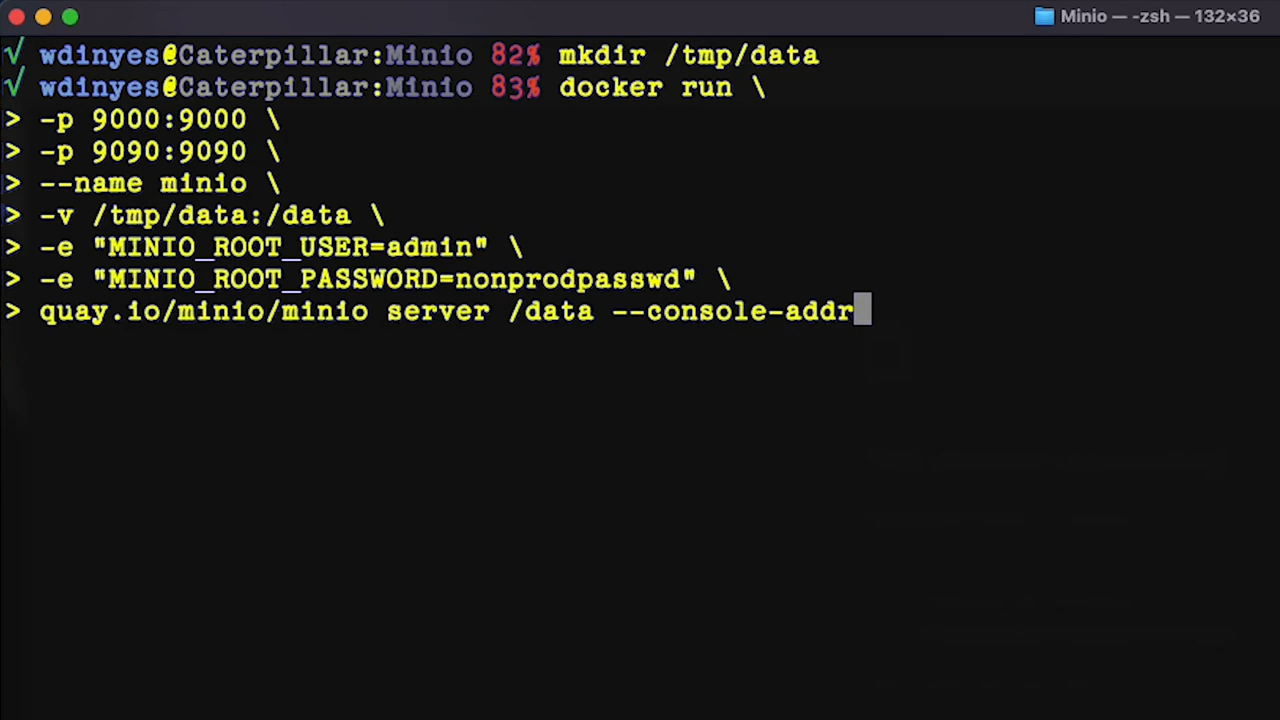 Minio — -zsh — 132×36
√ wdinyes@Caterpillar:Minio 82% mkdir /tmp/data
√ wdinyes@Caterpillar:Minio 83% docker run \
> -p 9000:9000 \
> -p 9090:9090 \
> --name minio \
> -v /tmp/data:/data \
> -e "MINIO_ROOT_USER=admin" \
> -e "MINIO_ROOT_PASSWORD=nonprodpasswd" \
> quay.io/minio/minio server /data --console-addr